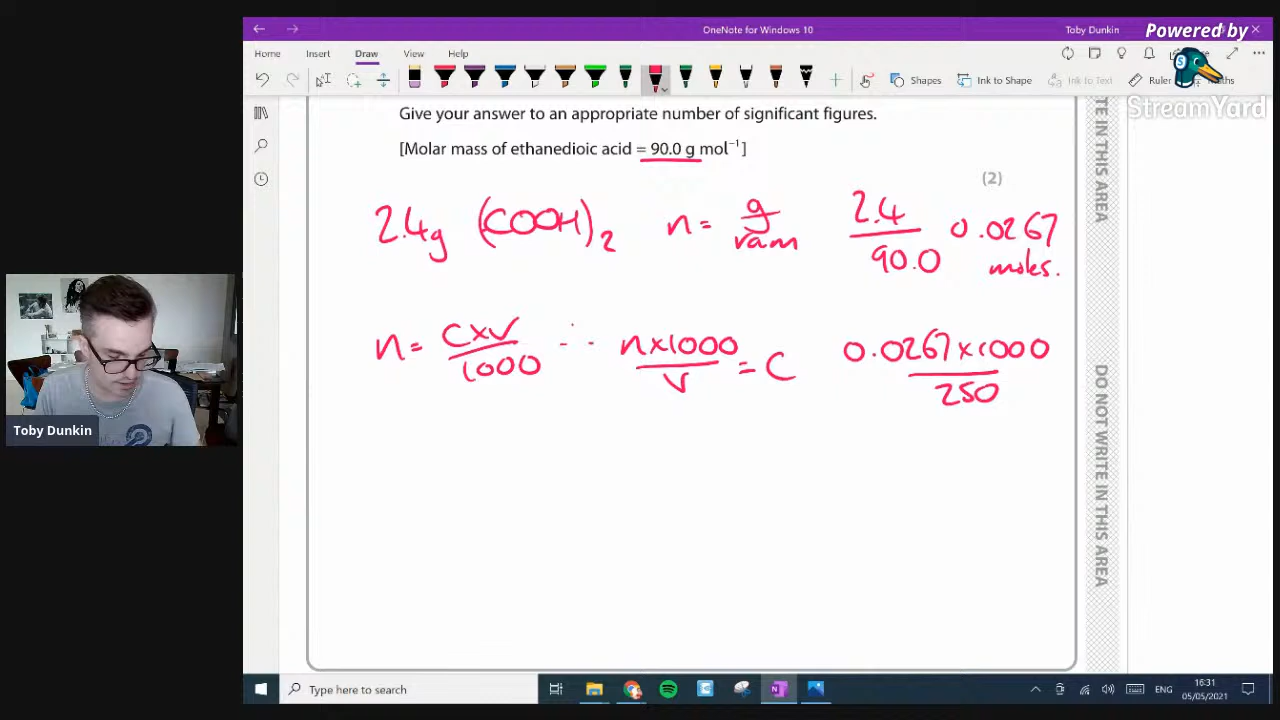 OneNote for Windows 10
Toby Dunkin
Powered by
StreamYard
Home Insert Draw View Help
Shapes Ink to Shape Ink to Text Ruler
Give your answer to an appropriate number of significant figures.
[Molar mass of ethanedioic acid = 90.0 g mol⁻¹]
(2)
2.4g (COOH)₂ n = g/ram 2.4/90.0 0.0267 moles.
n = C×V/1000 ∴ n×1000/V = C 0.0267×1000/250
DO NOT WRITE IN THIS AREA
Toby Dunkin
Type here to search
ENG
16:31
05/05/2021